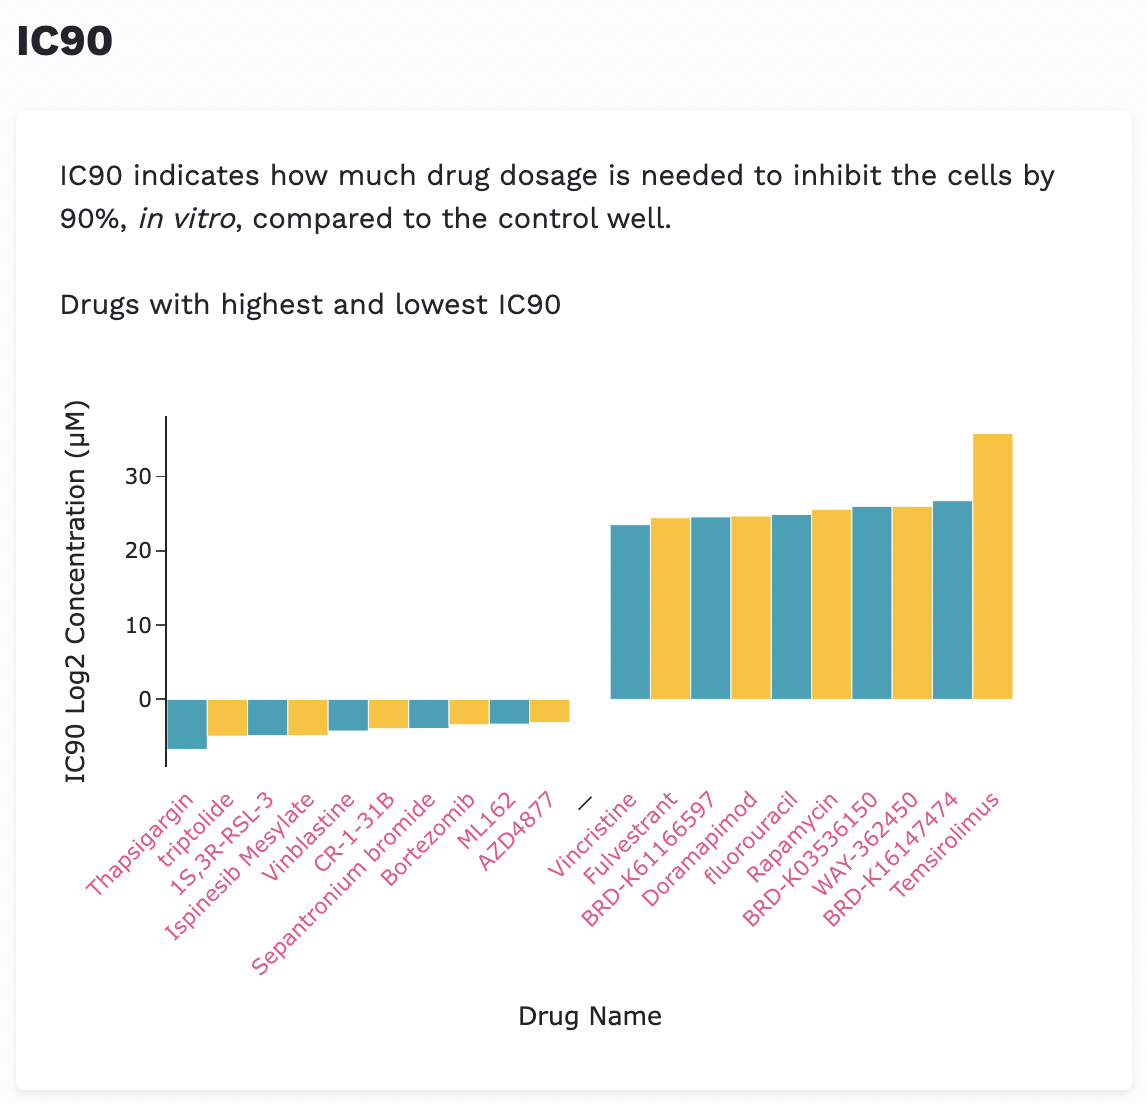 IC90
IC90 indicates how much drug dosage is needed to inhibit the cells by
90%, in vitro, compared to the control well.
Drugs with highest and lowest IC90
IC90 Log2 Concentration (μM)
30
20
10
0
Thapsigargin
triptolide
1S,3R-RSL-3
Ispinesib Mesylate
Vinblastine
CR-1-31B
Sepantronium bromide
Bortezomib
ML162
AZD4877
—
Vincristine
Fulvestrant
BRD-K61166597
Doramapimod
fluorouracil
Rapamycin
BRD-K03536150
WAY-362450
BRD-K16147474
Temsirolimus
Drug Name